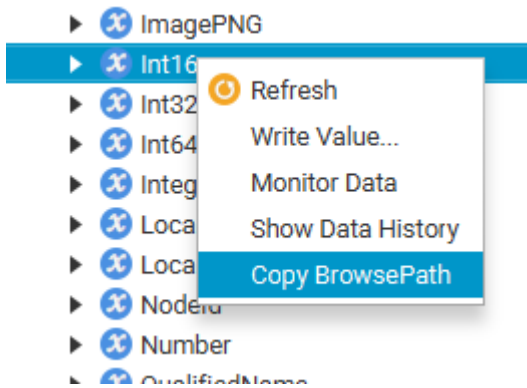 ImagePNG
Int16
Int32
Int64
Integ
Loca
Loca
NodeId
Number
QualifiedName
Refresh
Write Value...
Monitor Data
Show Data History
Copy BrowsePath